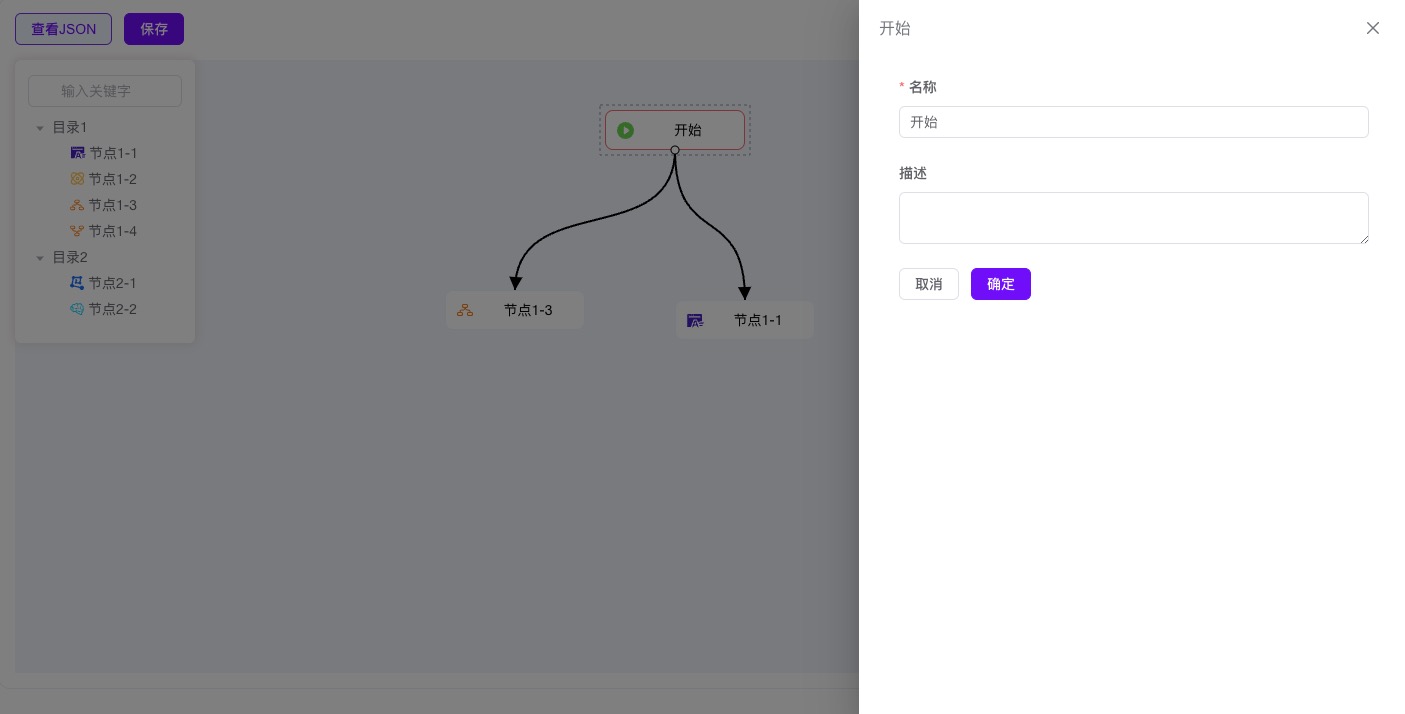 查看JSON
保存
输入关键字
目录1
节点1-1
节点1-2
节点1-3
节点1-4
目录2
节点2-1
节点2-2
开始
节点1-3
节点1-1
开始
* 名称
开始
描述
取消
确定